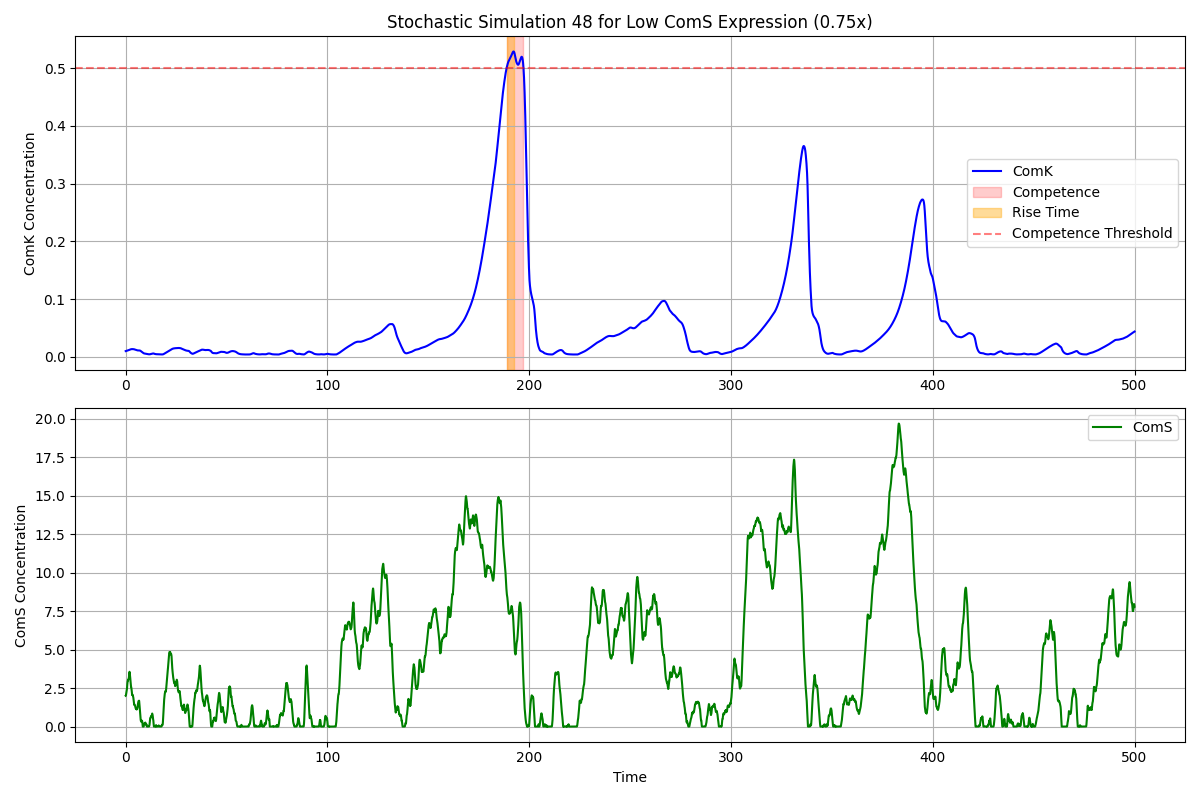 Stochastic Simulation 48 for Low ComS Expression (0.75x)
ComK Concentration
0.5
0.4
0.3
0.2
0.1
0.0
ComK
Competence
Rise Time
Competence Threshold
0 100 200 300 400 500
ComS Concentration
20.0
17.5
15.0
12.5
10.0
7.5
5.0
2.5
0.0
ComS
0 100 200 300 400 500
Time